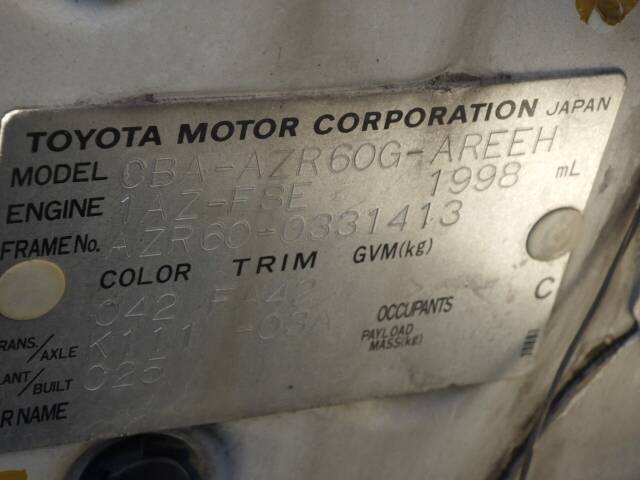 TOYOTA MOTOR CORPORATION JAPAN
MODEL CBA-AZR60G-AREEH
ENGINE 1AZ-FSE 1998 mL
FRAME No. AZR60-0331413
COLOR TRIM GVM(kg)
042 FA42
OCCUPANTS C
RANS./AXLE K111 -03A PAYLOAD MASS(kg)
LANT/BUILT C25
R NAME